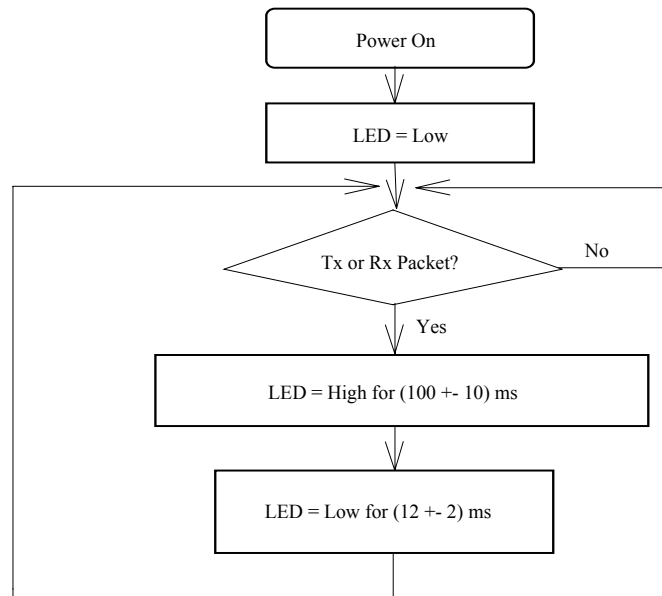 Power On
LED = Low
Tx or Rx Packet?
No
Yes
LED = High for (100 +- 10) ms
LED = Low for (12 +- 2) ms